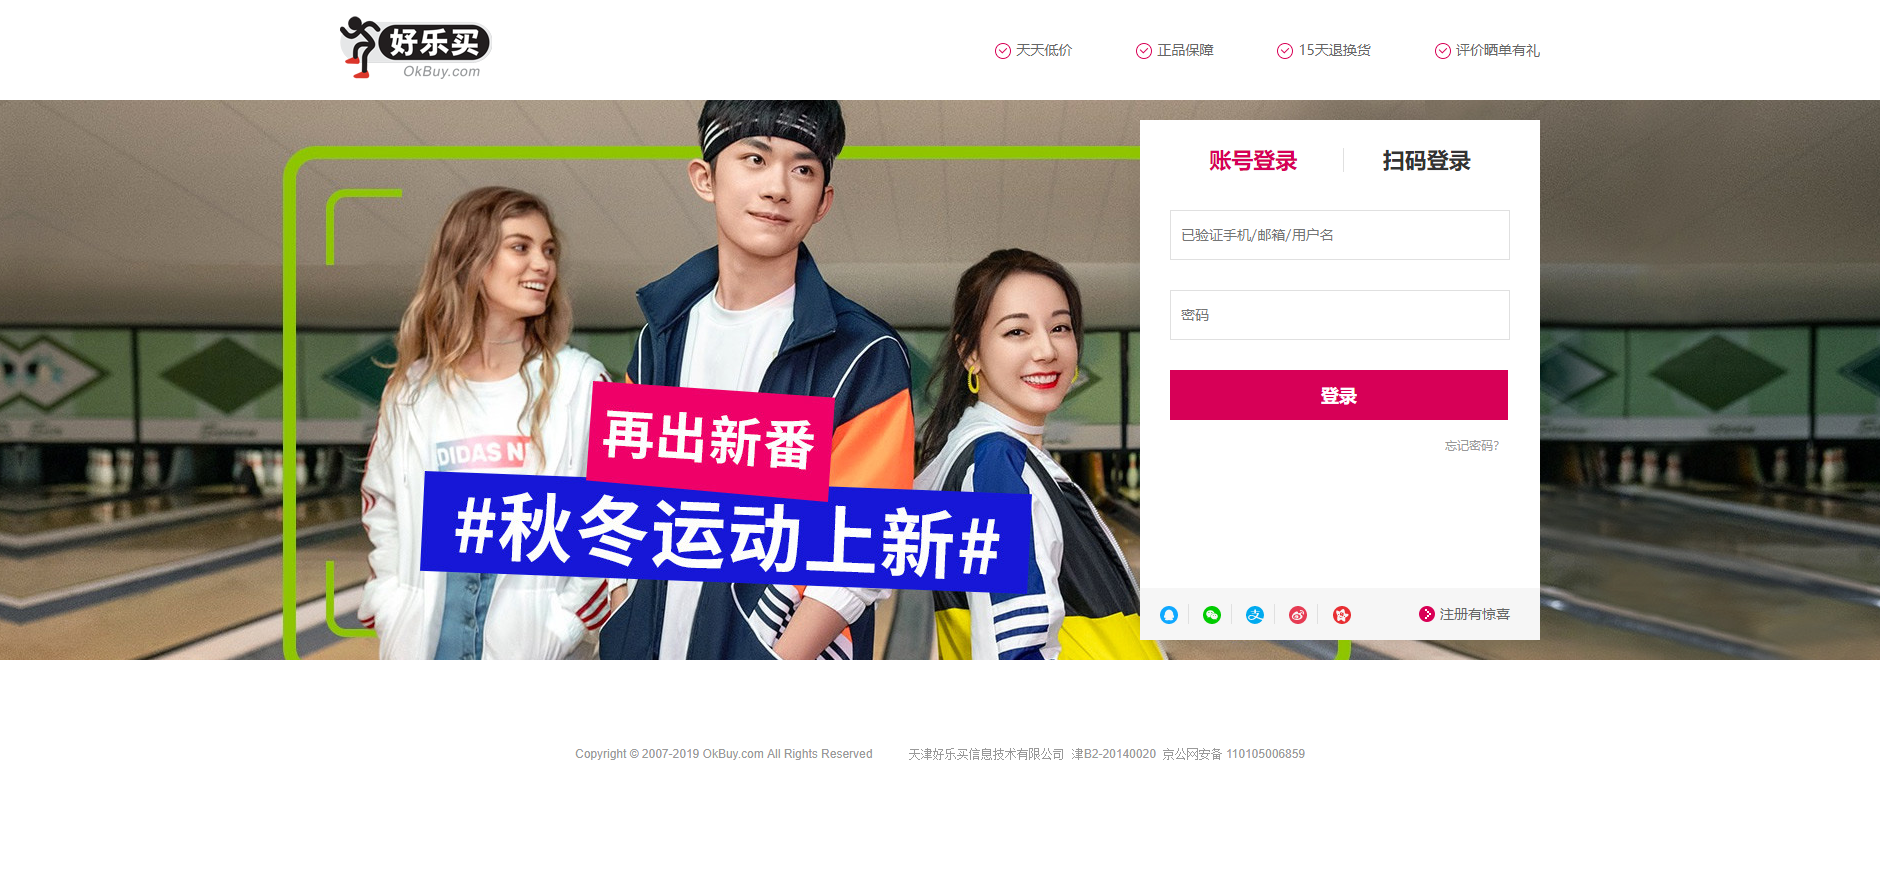 好乐买
OkBuy.com
天天低价
正品保障
15天退换货
评价晒单有礼
账号登录
扫码登录
已验证手机/邮箱/用户名
密码
登录
忘记密码?
注册有惊喜
DIDAS NE
再出新番
#秋冬运动上新#
Copyright © 2007-2019 OkBuy.com All Rights Reserved 天津好乐买信息技术有限公司 津B2-20140020 京公网安备 110105006859